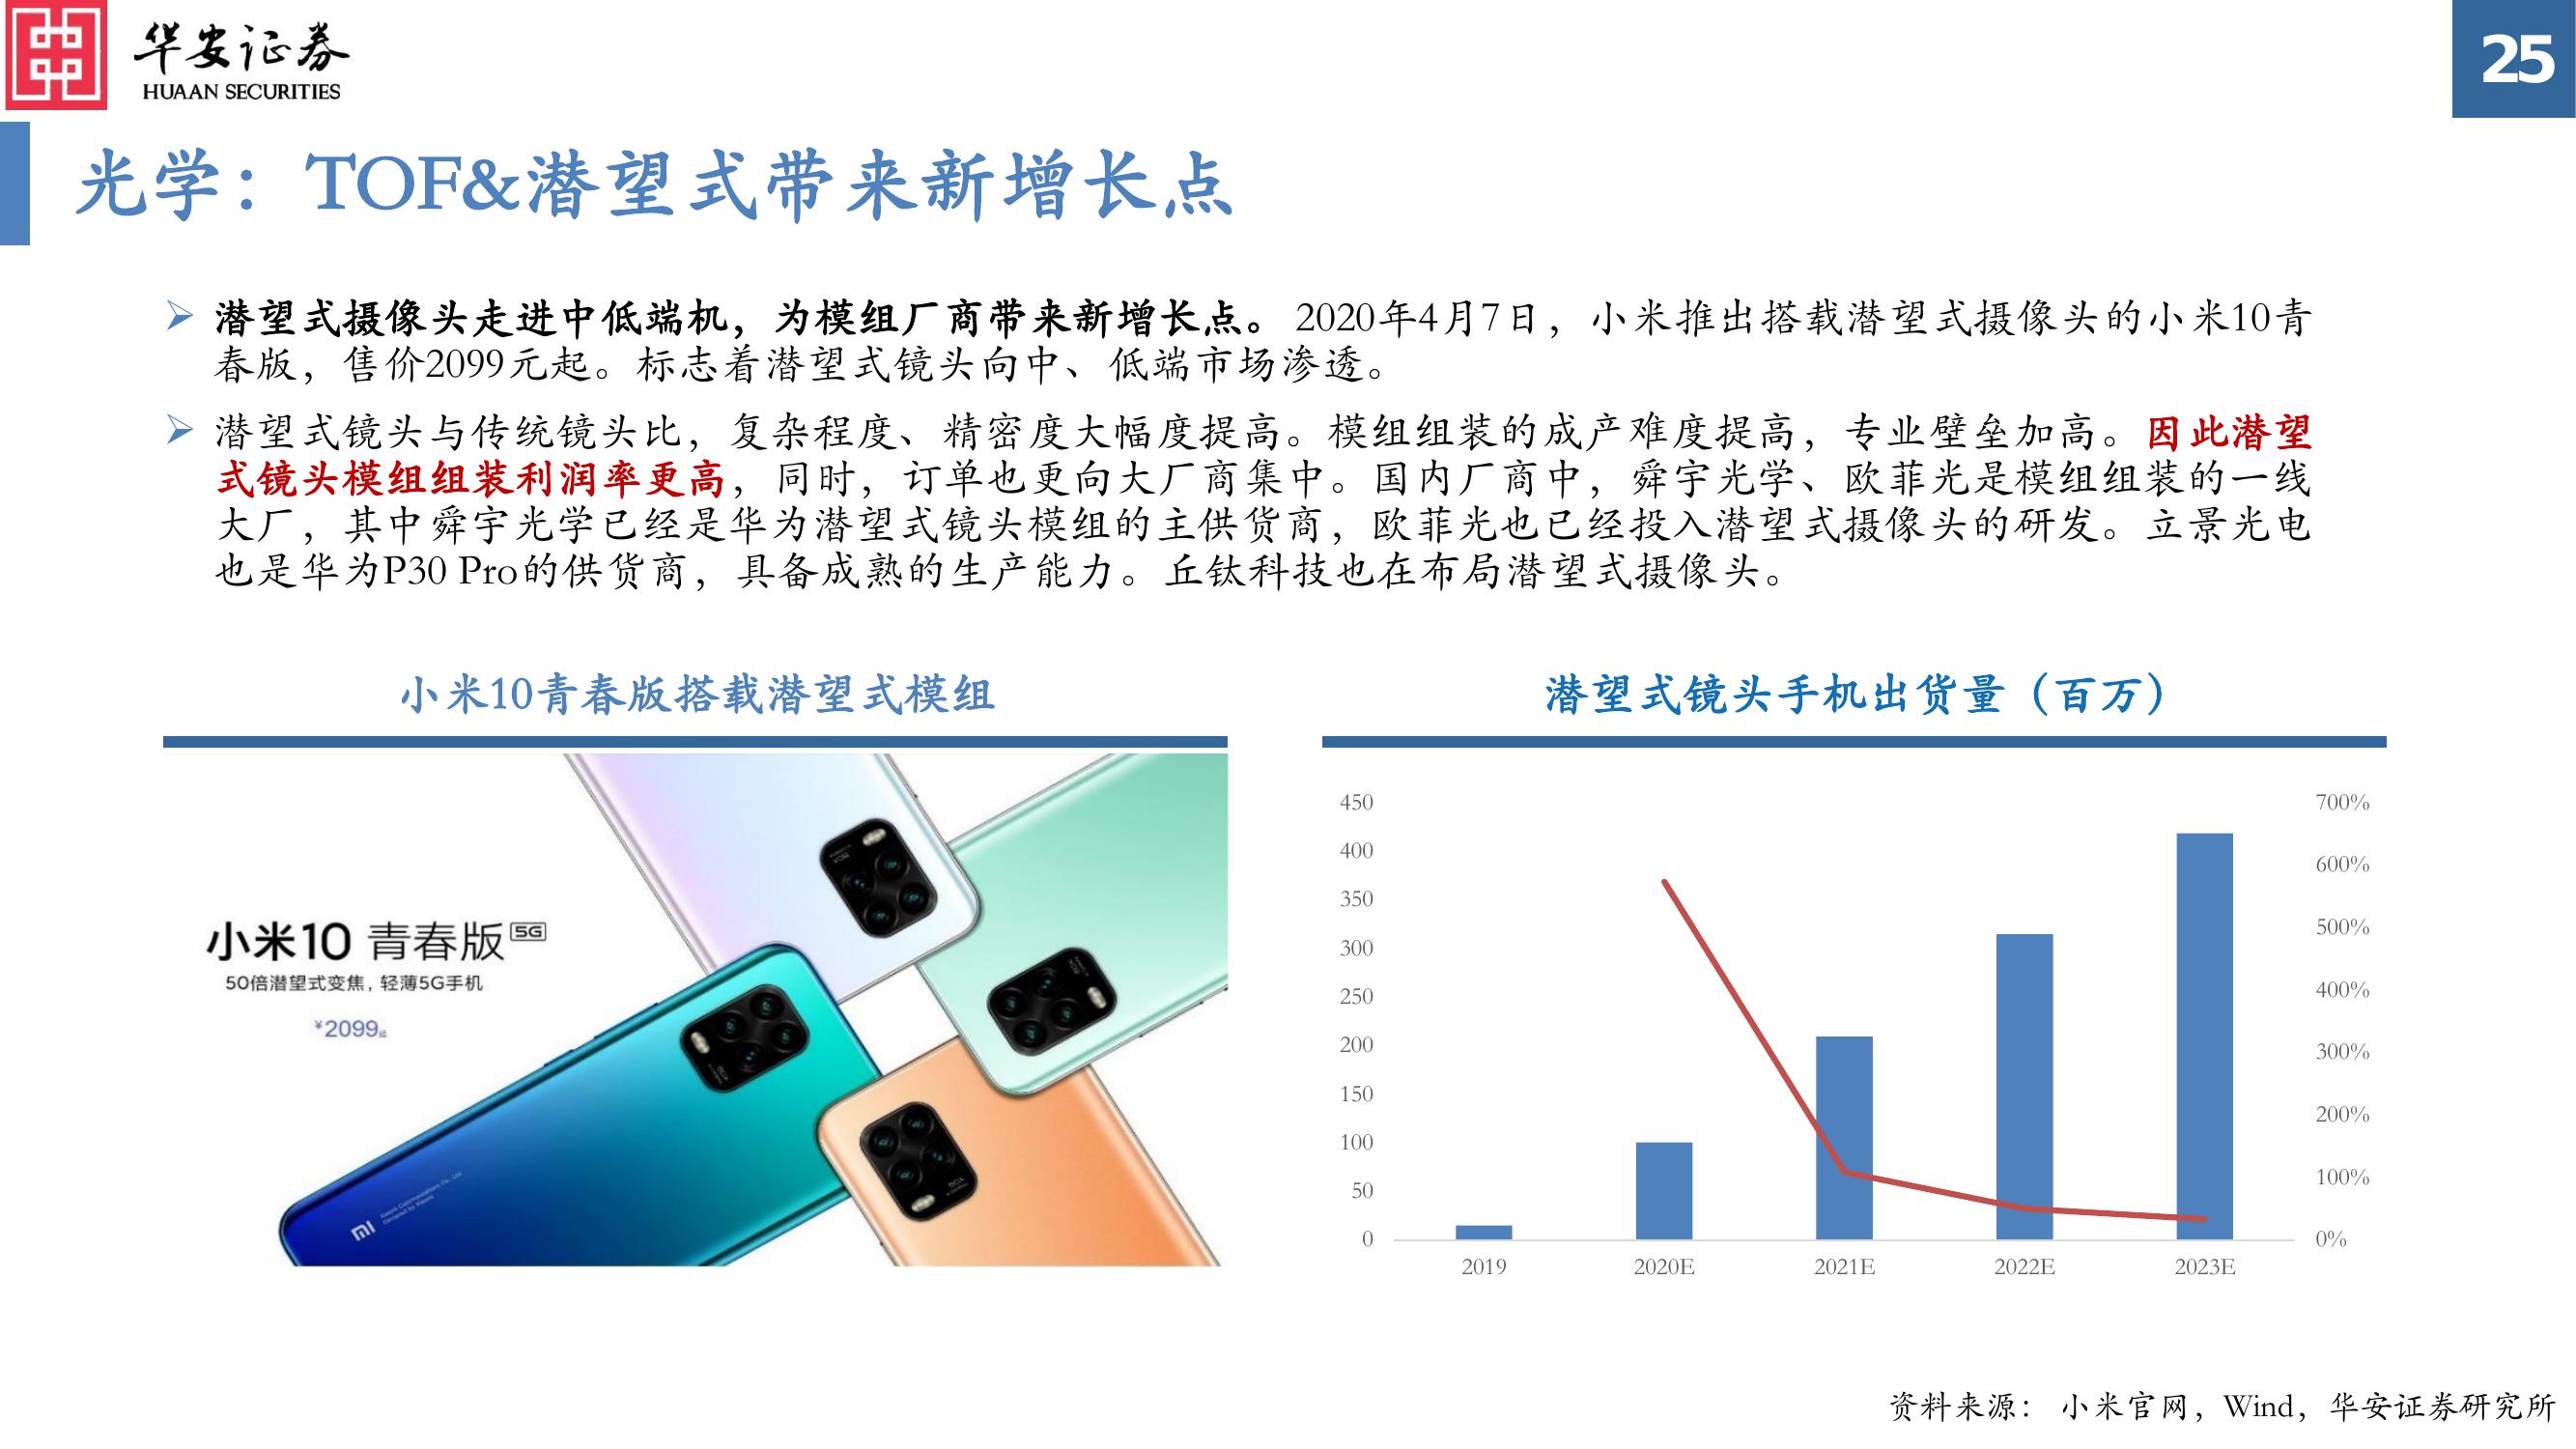 华安证券
HUAAN SECURITIES
25
光学：TOF&潜望式带来新增长点
潜望式摄像头走进中低端机，为模组厂商带来新增长点。2020年4月7日，小米推出搭载潜望式摄像头的小米10青
春版，售价2099元起。标志着潜望式镜头向中、低端市场渗透。
潜望式镜头与传统镜头比，复杂程度、精密度大幅度提高。模组组装的成产难度提高，专业壁垒加高。因此潜望
式镜头模组组装利润率更高，同时，订单也更向大厂商集中。国内厂商中，舜宇光学、欧菲光是模组组装的一线
大厂，其中舜宇光学已经是华为潜望式镜头模组的主供货商，欧菲光也已经投入潜望式摄像头的研发。立景光电
也是华为P30 Pro的供货商，具备成熟的生产能力。丘钛科技也在布局潜望式摄像头。
小米10青春版搭载潜望式模组
小米10 青春版 5G
50倍潜望式变焦，轻薄5G手机
¥2099起
潜望式镜头手机出货量（百万）
450
400
350
300
250
200
150
100
50
0
700%
600%
500%
400%
300%
200%
100%
0%
2019
2020E
2021E
2022E
2023E
资料来源： 小米官网，Wind，华安证券研究所